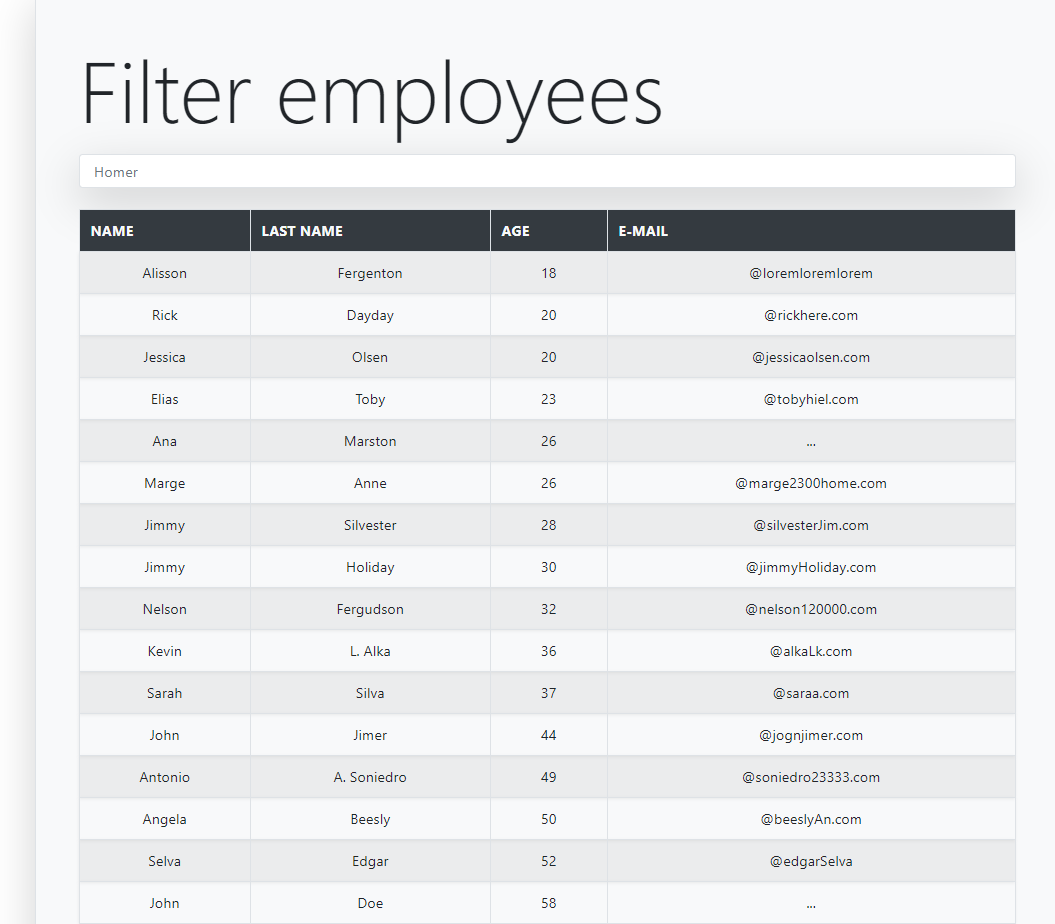 Filter employees
Homer
NAME LAST NAME AGE E-MAIL
Alisson Fergenton 18 @loremloremlorem
Rick Dayday 20 @rickhere.com
Jessica Olsen 20 @jessicaolsen.com
Elias Toby 23 @tobyhiel.com
Ana Marston 26 ...
Marge Anne 26 @marge2300home.com
Jimmy Silvester 28 @silvesterJim.com
Jimmy Holiday 30 @jimmyHoliday.com
Nelson Fergudson 32 @nelson120000.com
Kevin L. Alka 36 @alkaLk.com
Sarah Silva 37 @saraa.com
John Jimer 44 @jognjimer.com
Antonio A. Soniedro 49 @soniedro23333.com
Angela Beesly 50 @beeslyAn.com
Selva Edgar 52 @edgarSelva
John Doe 58 ...